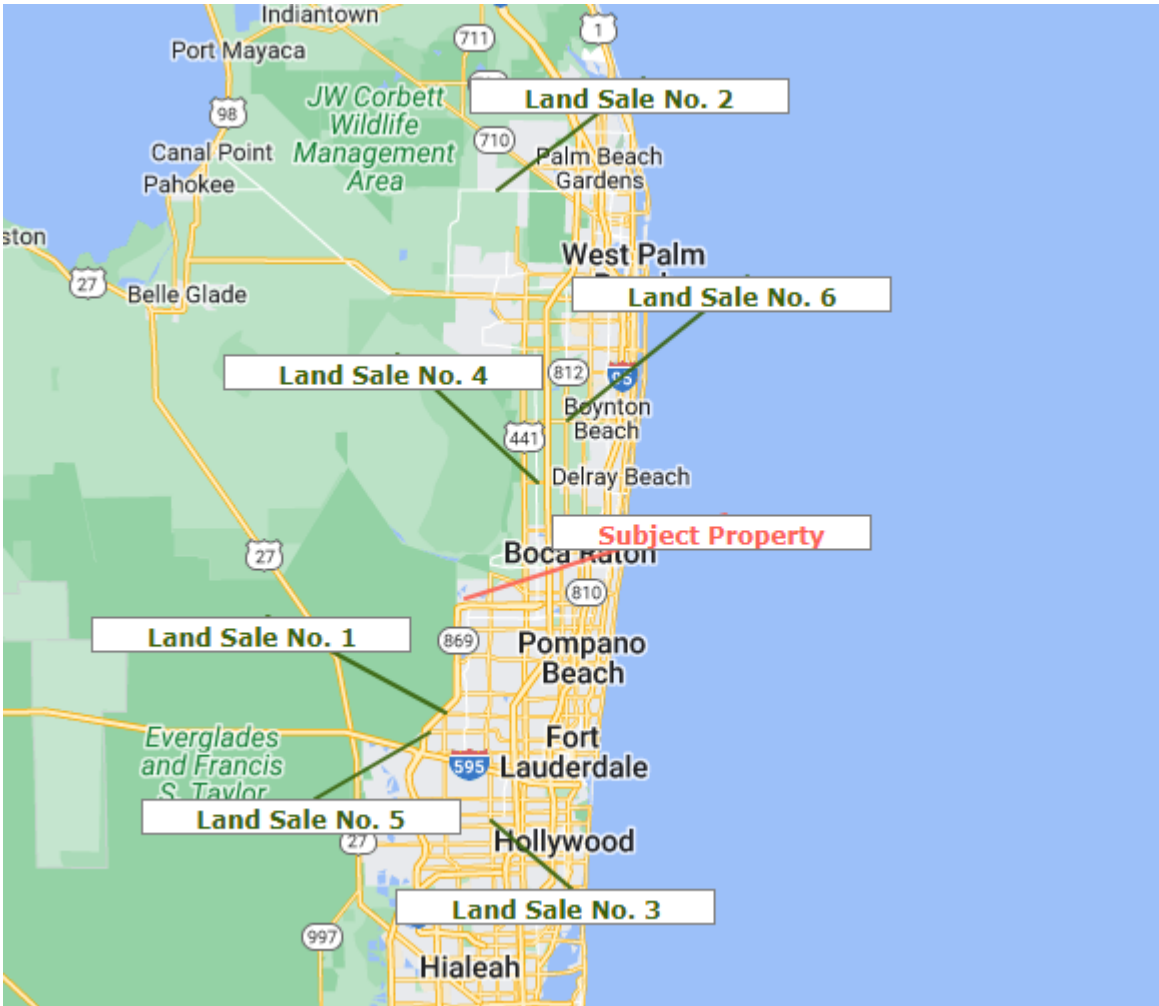 Indiantown
Port Mayaca
711
1
98
JW Corbett
Wildlife
Management
Area
Land Sale No. 2
710
Canal Point
Pahokee
Palm Beach
Gardens
ston
27
Belle Glade
West Palm
Land Sale No. 6
Land Sale No. 4
812
95
Boynton
Beach
441
Delray Beach
Subject Property
Boca Raton
27
810
Land Sale No. 1
869
Pompano
Beach
Everglades
and Francis
S. Taylor
595
Fort
Lauderdale
Land Sale No. 5
27
Hollywood
Land Sale No. 3
997
Hialeah